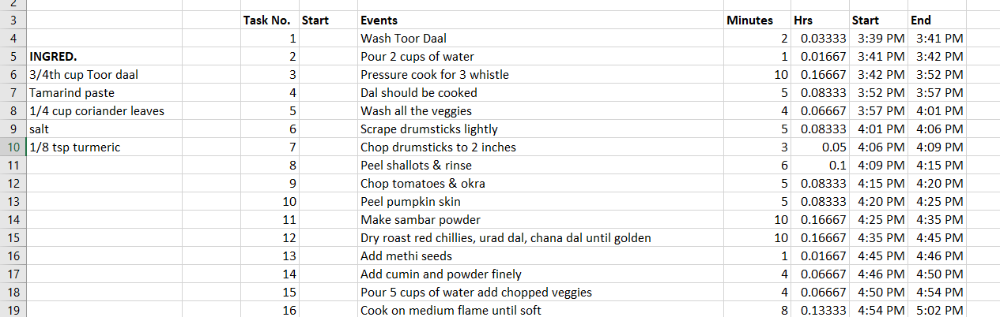 2
3 Task No. Start Events Minutes Hrs Start End
4 1 Wash Toor Daal 2 0.03333 3:39 PM 3:41 PM
5 INGRED. 2 Pour 2 cups of water 1 0.01667 3:41 PM 3:42 PM
6 3/4th cup Toor daal 3 Pressure cook for 3 whistle 10 0.16667 3:42 PM 3:52 PM
7 Tamarind paste 4 Dal should be cooked 5 0.08333 3:52 PM 3:57 PM
8 1/4 cup coriander leaves 5 Wash all the veggies 4 0.06667 3:57 PM 4:01 PM
9 salt 6 Scrape drumsticks lightly 5 0.08333 4:01 PM 4:06 PM
10 1/8 tsp turmeric 7 Chop drumsticks to 2 inches 3 0.05 4:06 PM 4:09 PM
11 8 Peel shallots & rinse 6 0.1 4:09 PM 4:15 PM
12 9 Chop tomatoes & okra 5 0.08333 4:15 PM 4:20 PM
13 10 Peel pumpkin skin 5 0.08333 4:20 PM 4:25 PM
14 11 Make sambar powder 10 0.16667 4:25 PM 4:35 PM
15 12 Dry roast red chillies, urad dal, chana dal until golden 10 0.16667 4:35 PM 4:45 PM
16 13 Add methi seeds 1 0.01667 4:45 PM 4:46 PM
17 14 Add cumin and powder finely 4 0.06667 4:46 PM 4:50 PM
18 15 Pour 5 cups of water add chopped veggies 4 0.06667 4:50 PM 4:54 PM
19 16 Cook on medium flame until soft 8 0.13333 4:54 PM 5:02 PM